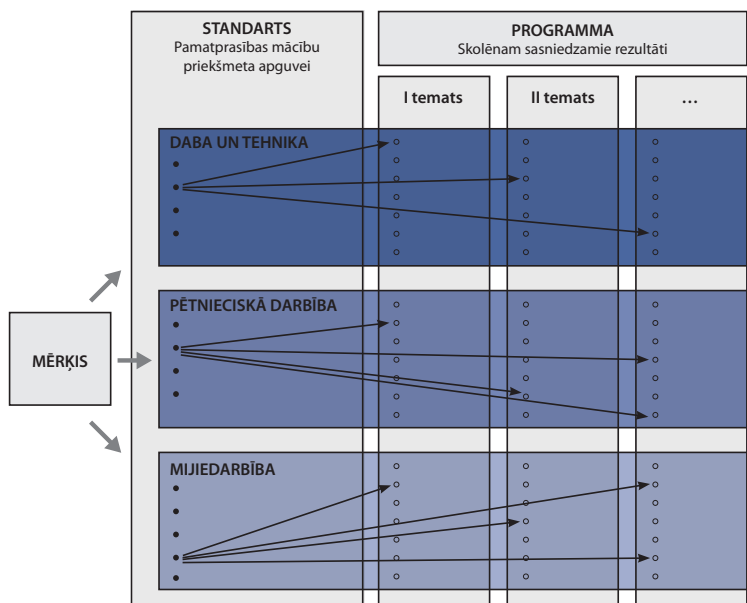 STANDARTS
Pamatprasības mācību
priekšmeta apguvei
PROGRAMMA
Skolēnam sasniedzamie rezultāti
I temats
II temats
...
DABA UN TEHNIKA
PĒTNIECISKĀ DARBĪBA
MĒRĶIS
MIJIEDARBĪBA